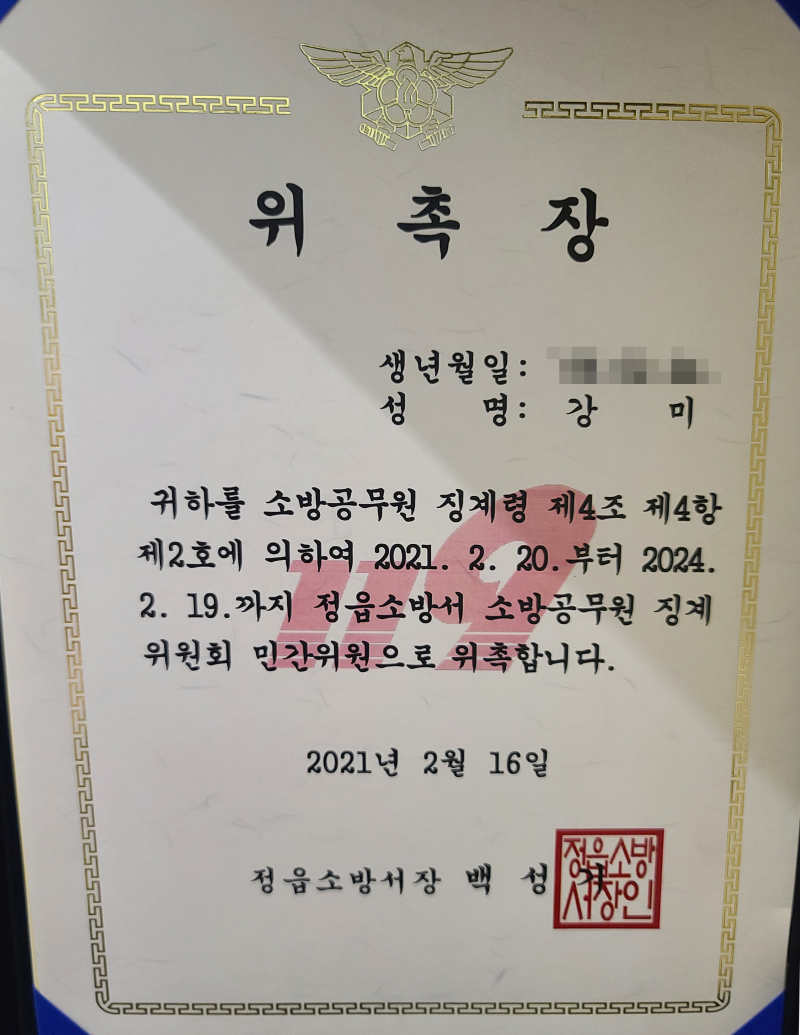 위 촉 장
생년월일:
성 명: 강 미
귀하를 소방공무원 징계령 제4조 제4항
제2호에 의하여 2021. 2. 20.부터 2024.
2. 19.까지 정읍소방서 소방공무원 징계
위원회 민간위원으로 위촉합니다.
119
2021년 2월 16일
정읍소방서장 백 성 기
정읍소방
서장인